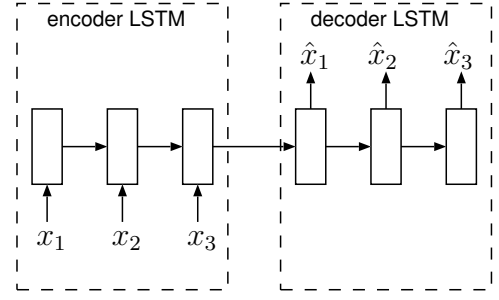 encoder LSTM
decoder LSTM
x̂₁ x̂₂ x̂₃
x₁ x₂ x₃